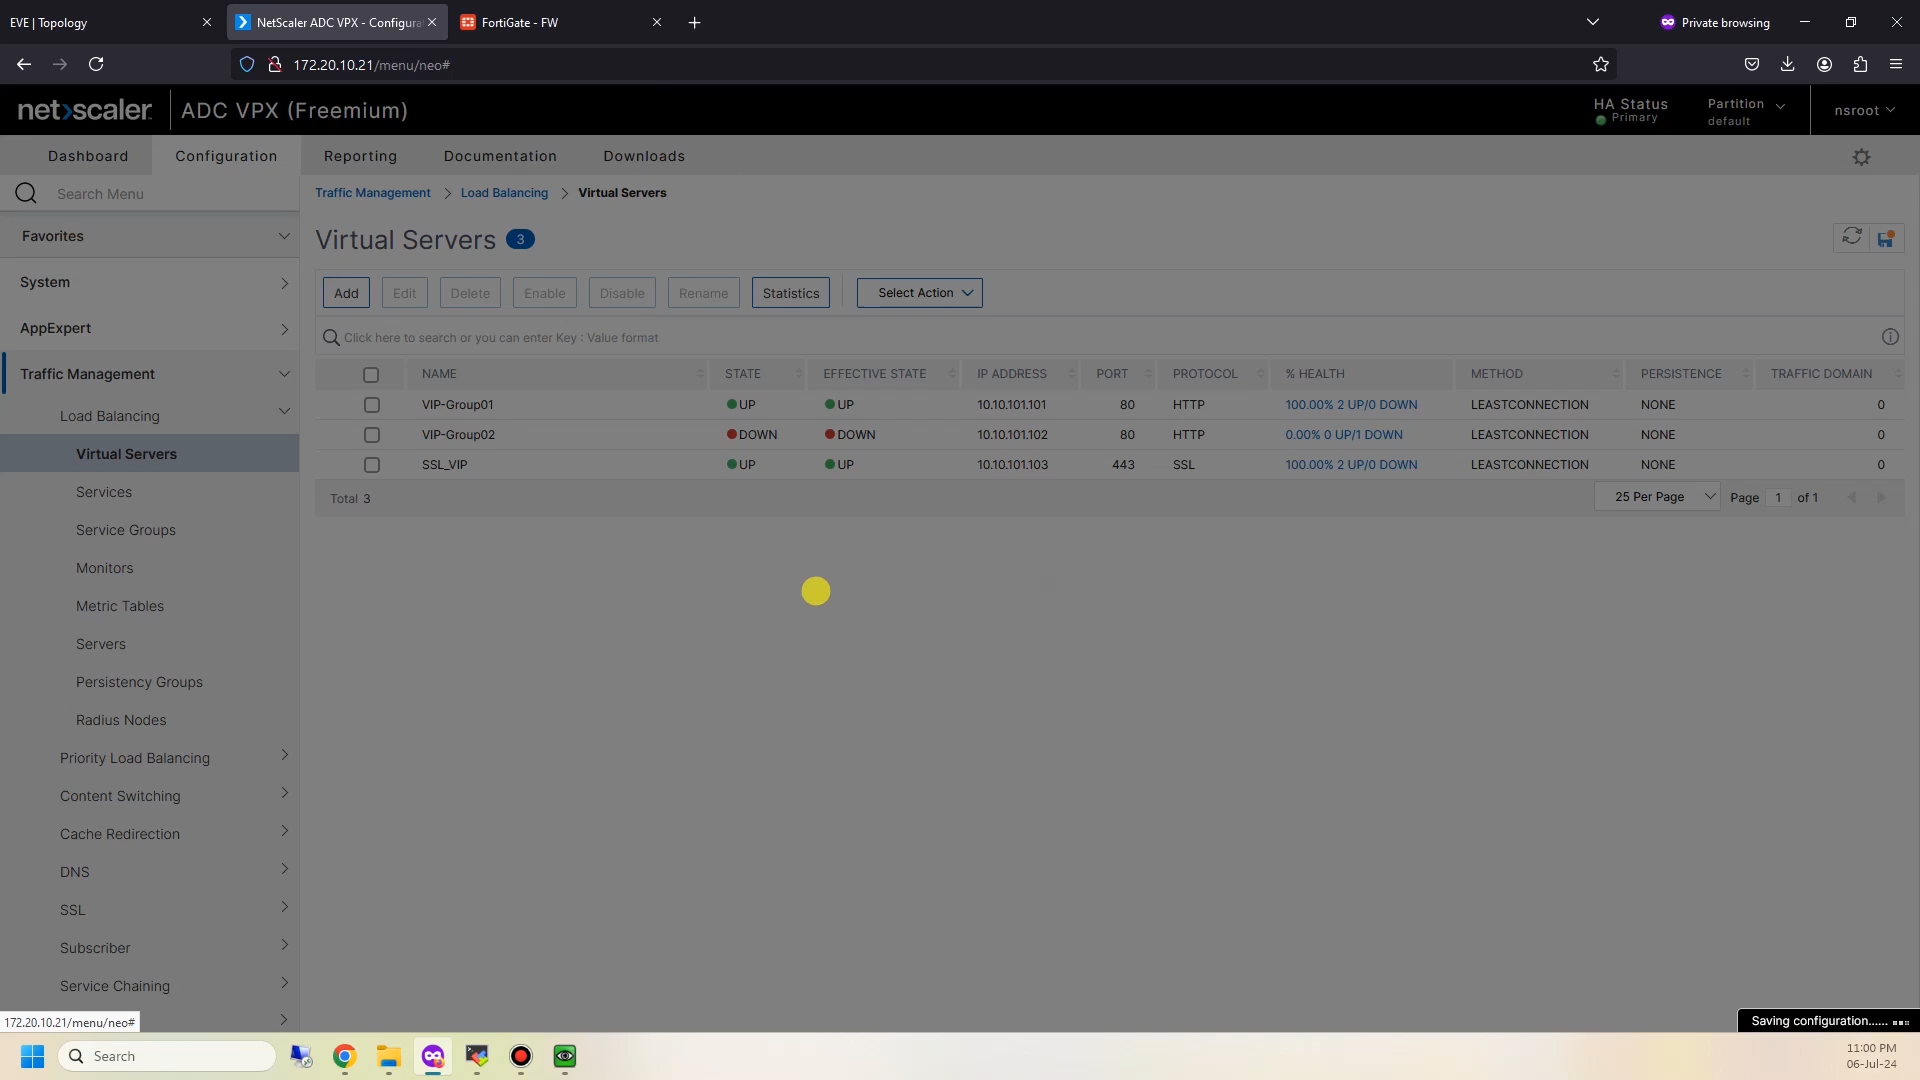 EVE | Topology
NetScaler ADC VPX - Configura
FortiGate - FW
Private browsing
172.20.10.21/menu/neo#
net>scaler
ADC VPX (Freemium)
HA Status
Primary
Partition
default
nsroot
Dashboard
Configuration
Reporting
Documentation
Downloads
Search Menu
Favorites
System
AppExpert
Traffic Management
Load Balancing
Virtual Servers
Services
Service Groups
Monitors
Metric Tables
Servers
Persistency Groups
Radius Nodes
Priority Load Balancing
Content Switching
Cache Redirection
DNS
SSL
Subscriber
Service Chaining
Traffic Management > Load Balancing > Virtual Servers
Virtual Servers 3
Add Edit Delete Enable Disable Rename Statistics Select Action
Click here to search or you can enter Key : Value format
NAME STATE EFFECTIVE STATE IP ADDRESS PORT PROTOCOL % HEALTH METHOD PERSISTENCE TRAFFIC DOMAIN
VIP-Group01 UP UP 10.10.101.101 80 HTTP 100.00% 2 UP/0 DOWN LEASTCONNECTION NONE 0
VIP-Group02 DOWN DOWN 10.10.101.102 80 HTTP 0.00% 0 UP/1 DOWN LEASTCONNECTION NONE 0
SSL_VIP UP UP 10.10.101.103 443 SSL 100.00% 2 UP/0 DOWN LEASTCONNECTION NONE 0
Total 3
25 Per Page Page 1 of 1
172.20.10.21/menu/neo#
Saving configuration......
Search
11:00 PM
06-Jul-24